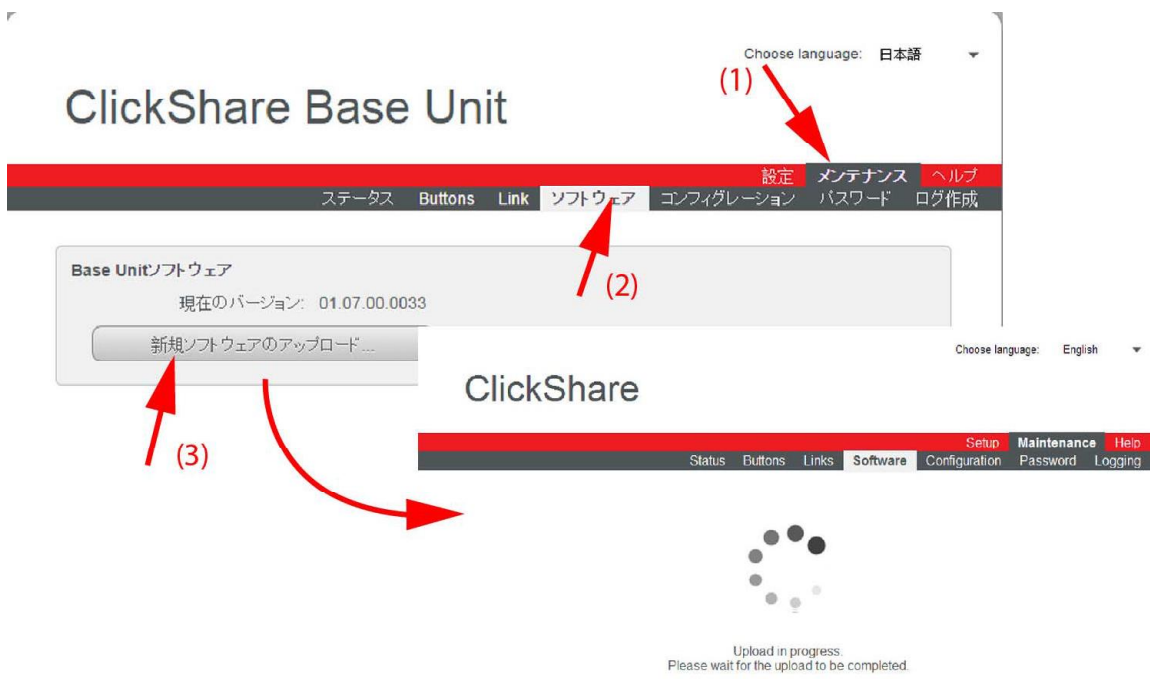 Choose language: 日本語
(1)
ClickShare Base Unit
設定 メンテナンス ヘルプ
ステータス Buttons Link ソフトウェア コンフィグレーション パスワード ログ作成
(2)
Base Unitソフトウェア
現在のバージョン: 01.07.00.0033
新規ソフトウェアのアップロード...
(3)
Choose language: English
ClickShare
Setup Maintenance Help
Status Buttons Links Software Configuration Password Logging
Upload in progress.
Please wait for the upload to be completed.